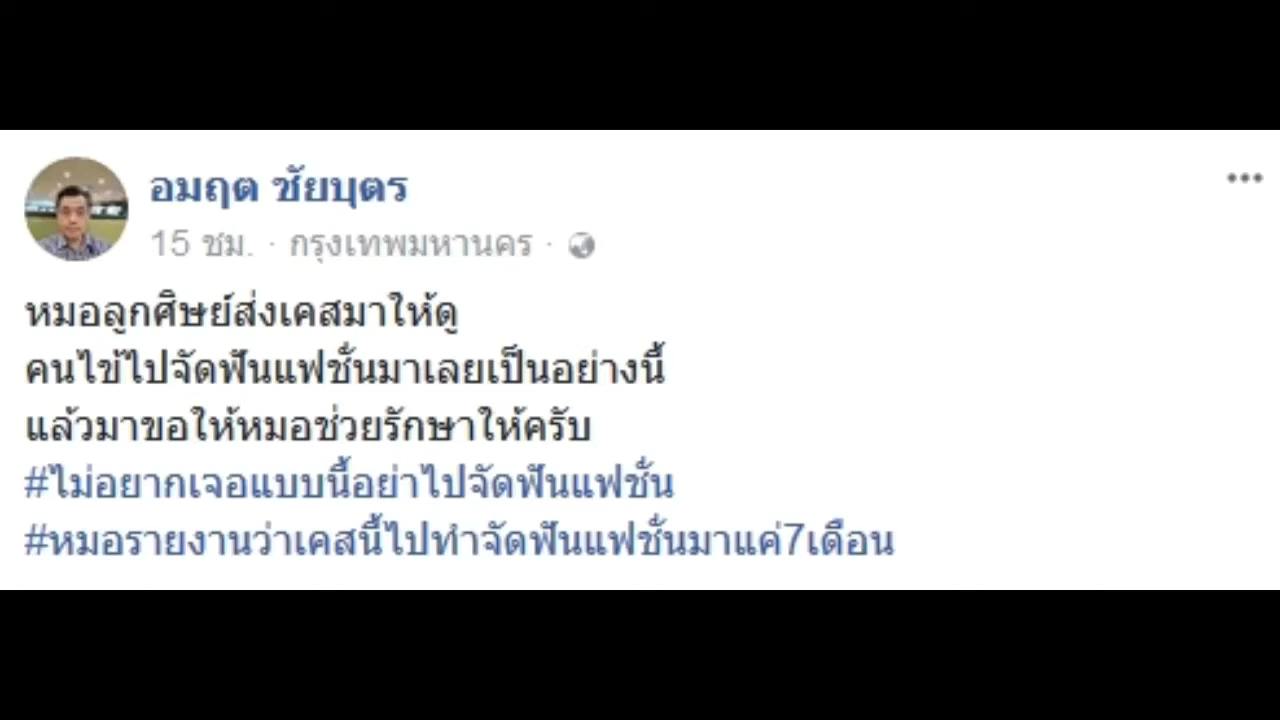 อมฤต ชัยบุตร
15 ชม. · กรุงเทพมหานคร ·
หมอลูกศิษย์ส่งเคสมาให้ดู
คนไข้ไปจัดฟันแฟชั่นมาเลยเป็นอย่างนี้
แล้วมาขอให้หมอช่วยรักษาให้ครับ
#ไม่อยากเจอแบบนี้อย่าไปจัดฟันแฟชั่น
#หมอรายงานว่าเคสนี้ไปทำจัดฟันแฟชั่นมาแค่7เดือน